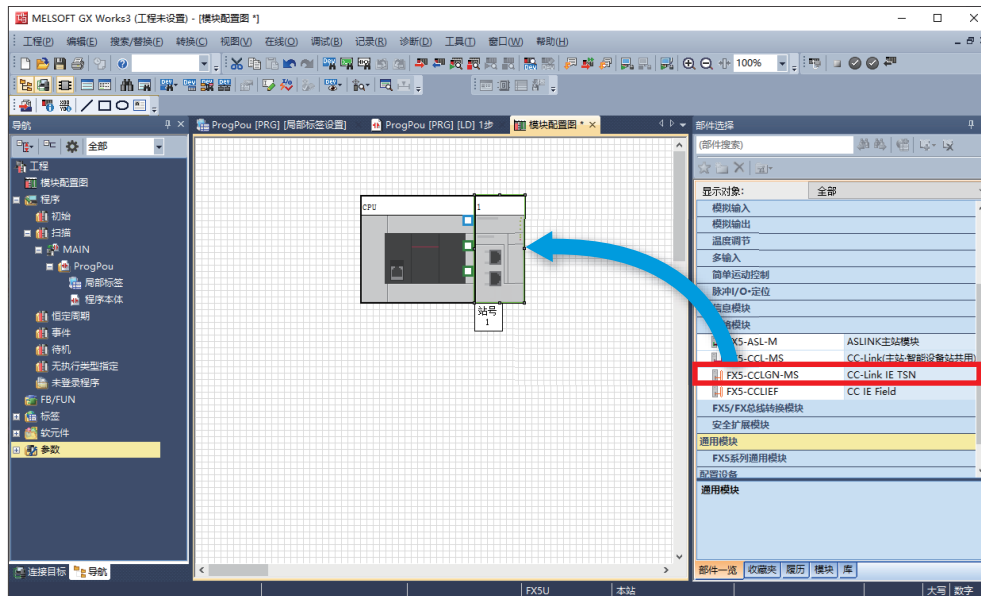 MELSOFT GX Works3 (工程未设置) - [模块配置图 *]
工程(P) 编辑(E) 搜索/替换(F) 转换(C) 视图(V) 在线(O) 调试(B) 记录(R) 诊断(D) 工具(T) 窗口(W) 帮助(H)
100%
导航
全部
工程
模块配置图
程序
初始
扫描
MAIN
ProgPou
局部标签
程序本体
恒定周期
事件
待机
无执行类型指定
未登录程序
FB/FUN
标签
软元件
参数
连接目标 导航
ProgPou [PRG] [局部标签设置]
ProgPou [PRG] [LD] 1步
模块配置图 *
CPU
1
站号
1
部件选择
(部件搜索)
显示对象: 全部
模拟输入
模拟输出
温度调节
多输入
简单运动控制
脉冲I/O·定位
信息模块
络模块
FX5-ASL-M ASLINK主站模块
FX5-CCL-MS CC-Link(主站·智能设备站共用)
FX5-CCLGN-MS CC-Link IE TSN
FX5-CCLIEF CC IE Field
FX5/FX总线转换模块
安全扩展模块
通用模块
FX5系列通用模块
配置设备
通用模块
部件一览 收藏夹 履历 模块 库
FX5U 本站 大写 数字